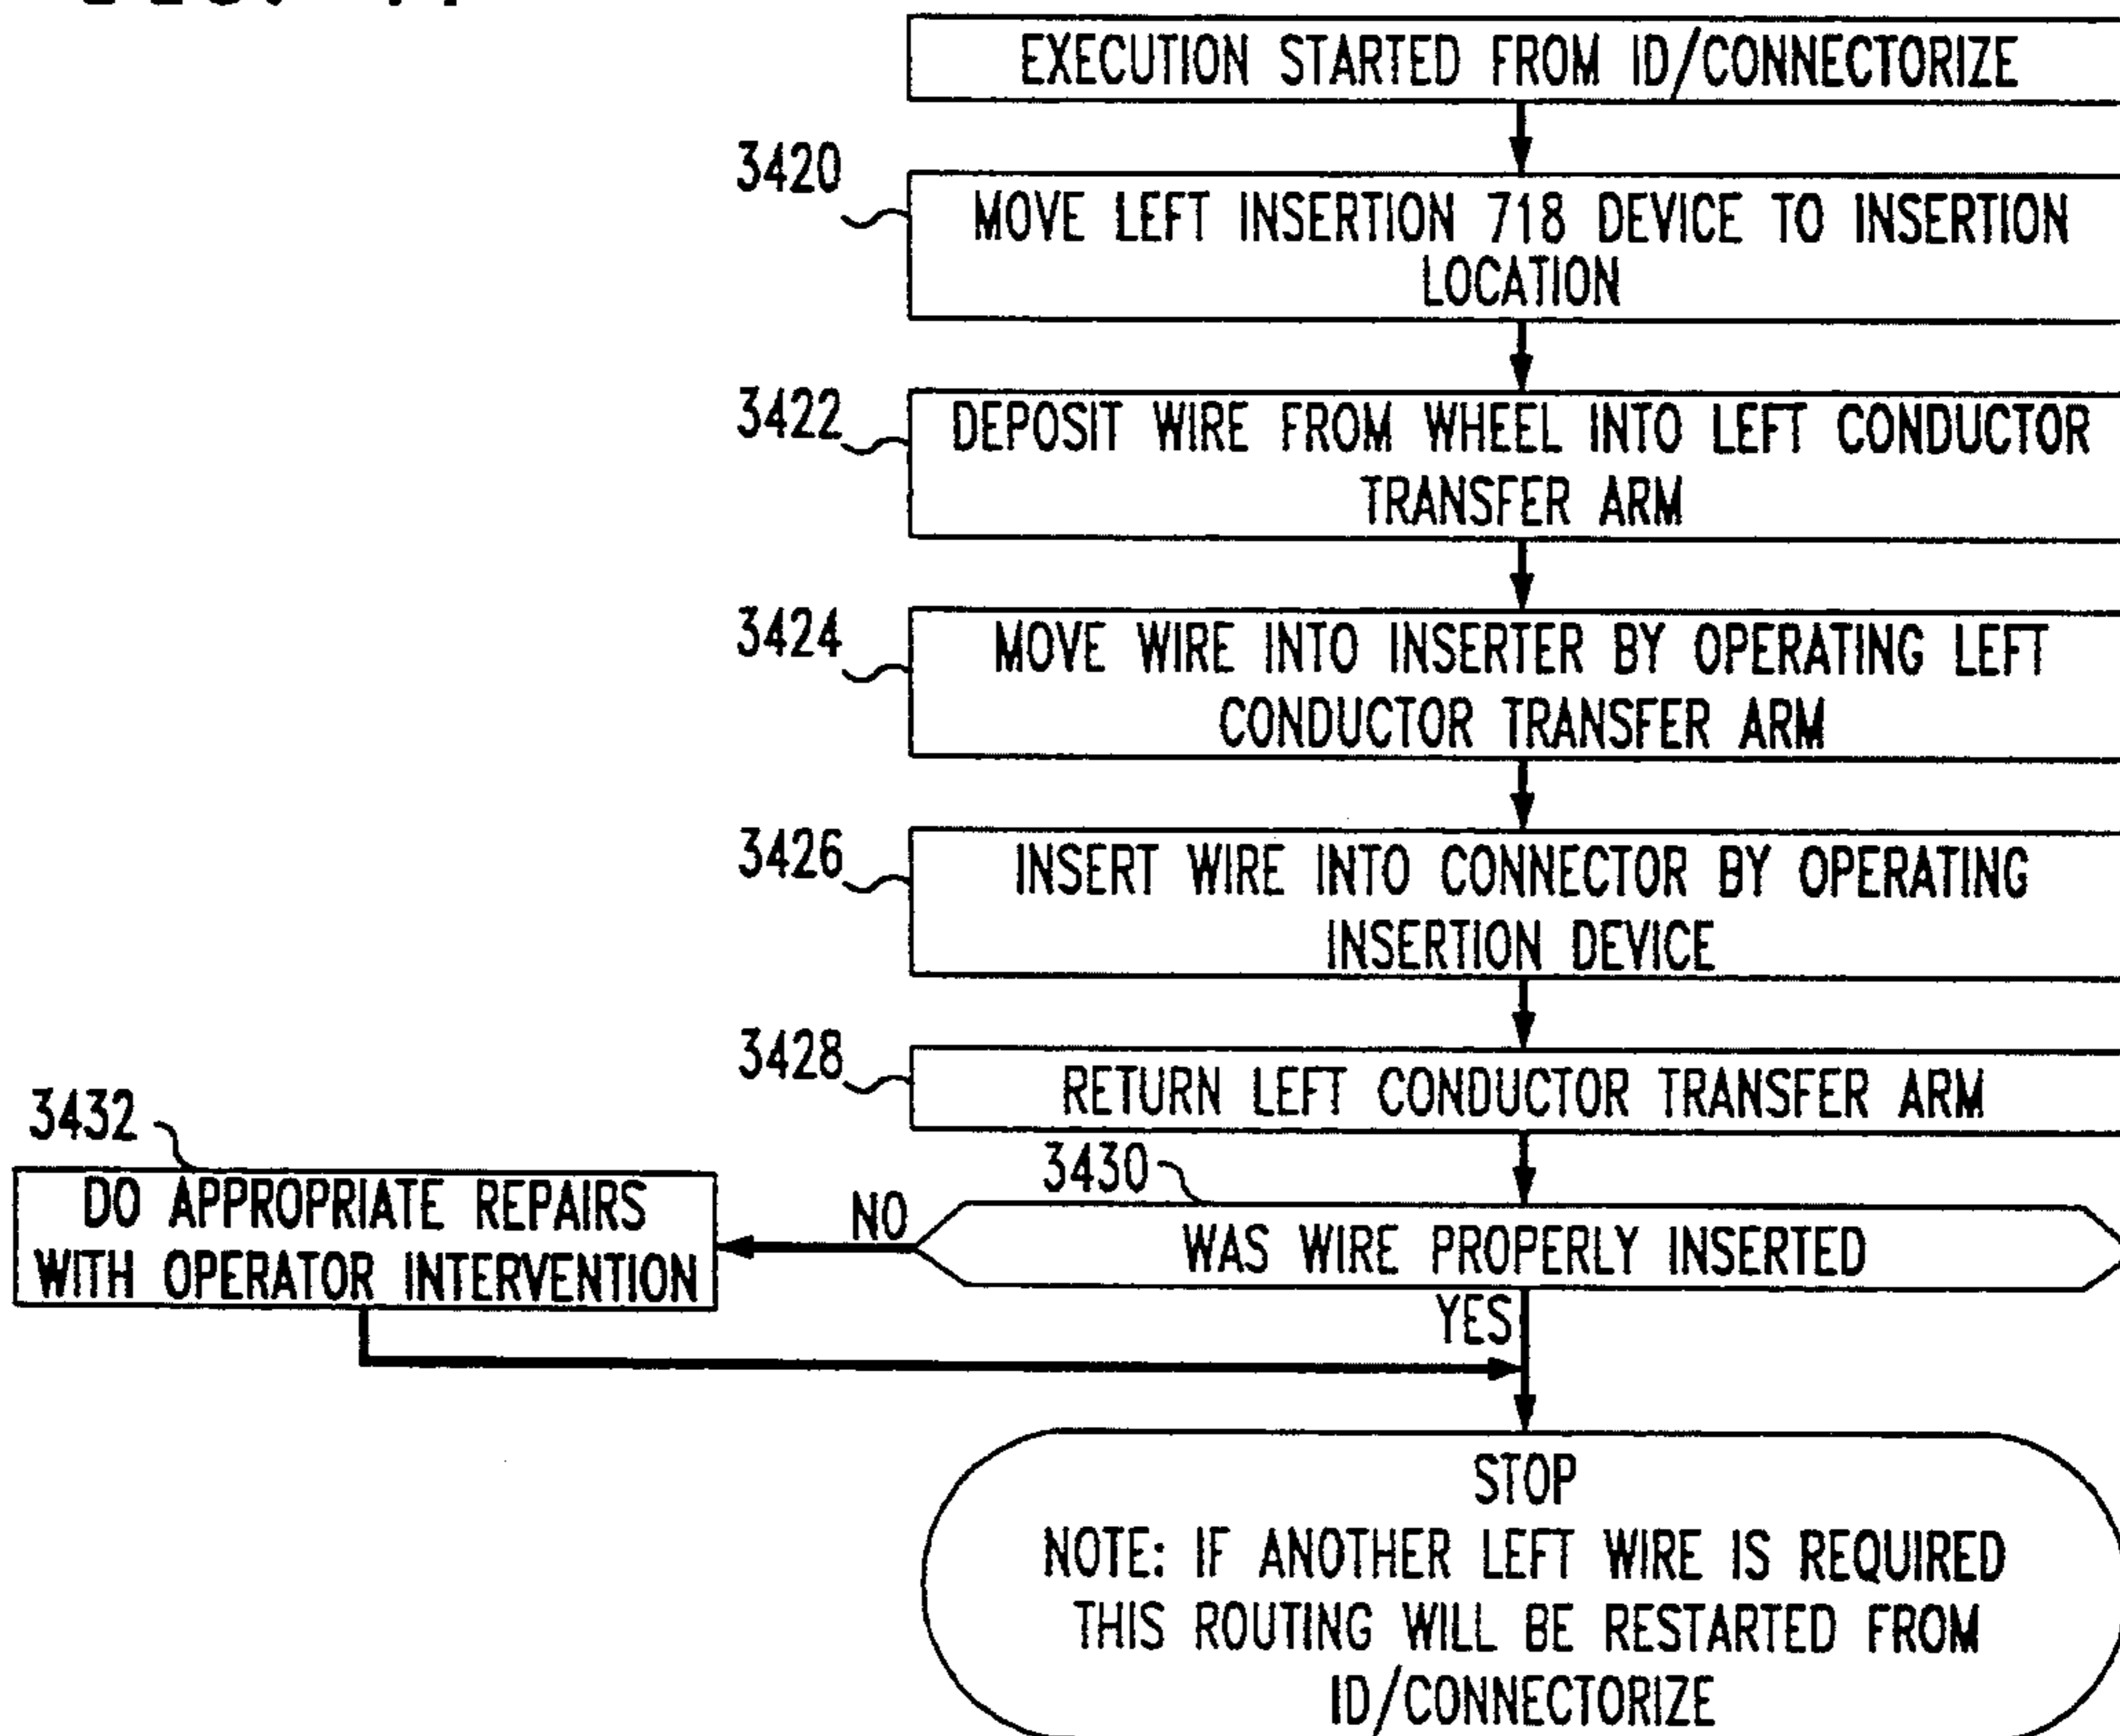 EXECUTION STARTED FROM ID/CONNECTORIZE
3420
MOVE LEFT INSERTION 718 DEVICE TO INSERTION
LOCATION
3422
DEPOSIT WIRE FROM WHEEL INTO LEFT CONDUCTOR
TRANSFER ARM
3424
MOVE WIRE INTO INSERTER BY OPERATING LEFT
CONDUCTOR TRANSFER ARM
3426
INSERT WIRE INTO CONNECTOR BY OPERATING
INSERTION DEVICE
3428
RETURN LEFT CONDUCTOR TRANSFER ARM
3430
WAS WIRE PROPERLY INSERTED
NO
3432
DO APPROPRIATE REPAIRS
WITH OPERATOR INTERVENTION
YES
STOP
NOTE: IF ANOTHER LEFT WIRE IS REQUIRED
THIS ROUTING WILL BE RESTARTED FROM
ID/CONNECTORIZE